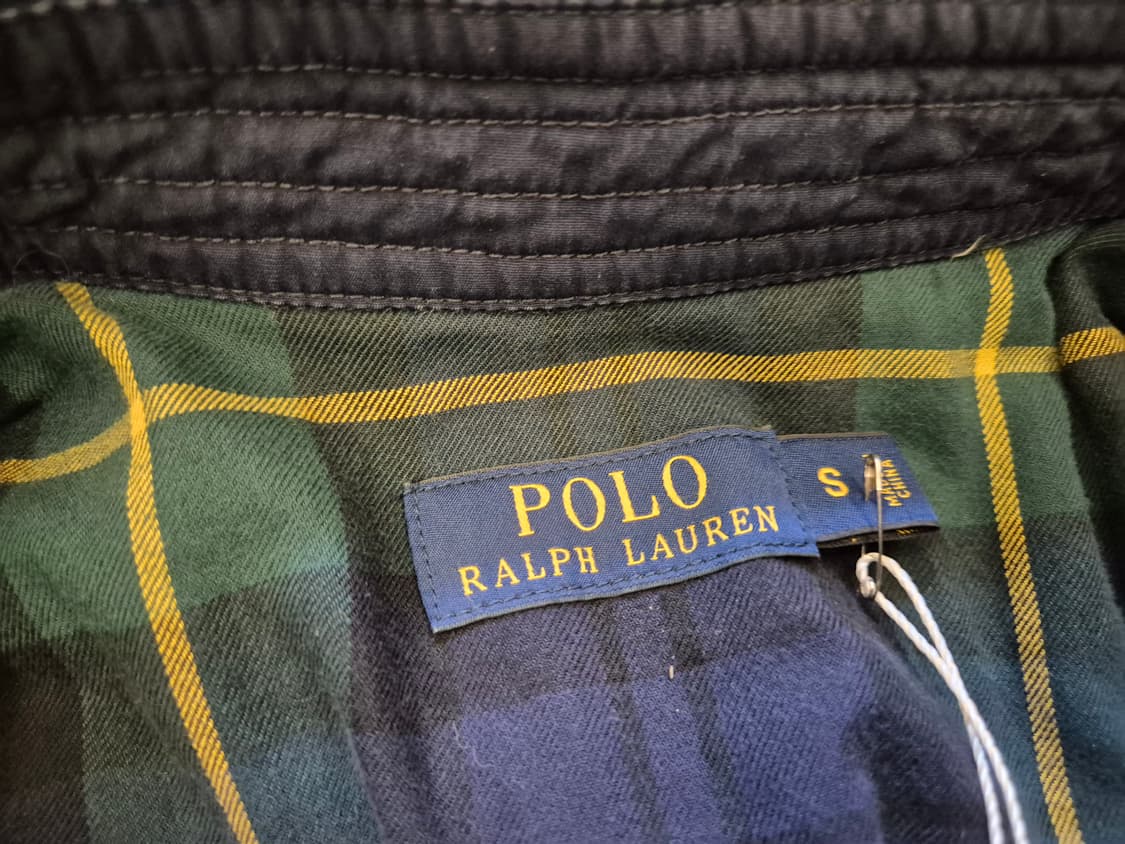 POLO
RALPH LAUREN
S
MADE IN
CHINA